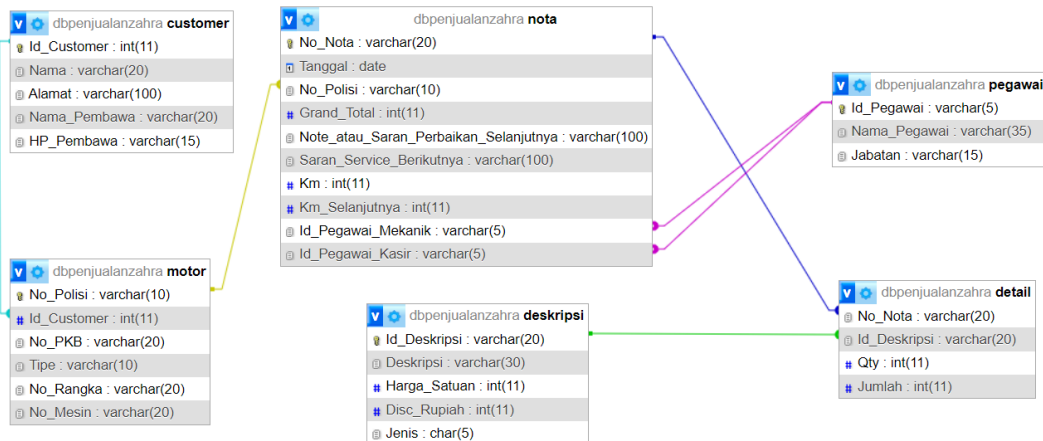 dbpenjualanzahra customer
Id_Customer : int(11)
Nama : varchar(20)
Alamat : varchar(100)
Nama_Pembawa : varchar(20)
HP_Pembawa : varchar(15)
dbpenjualanzahra nota
No_Nota : varchar(20)
Tanggal : date
No_Polisi : varchar(10)
Grand_Total : int(11)
Note_atau_Saran_Perbaikan_Selanjutnya : varchar(100)
Saran_Service_Berikutnya : varchar(100)
Km : int(11)
Km_Selanjutnya : int(11)
Id_Pegawai_Mekanik : varchar(5)
Id_Pegawai_Kasir : varchar(5)
dbpenjualanzahra pegawai
Id_Pegawai : varchar(5)
Nama_Pegawai : varchar(35)
Jabatan : varchar(15)
dbpenjualanzahra motor
No_Polisi : varchar(10)
Id_Customer : int(11)
No_PKB : varchar(20)
Tipe : varchar(10)
No_Rangka : varchar(20)
No_Mesin : varchar(20)
dbpenjualanzahra deskripsi
Id_Deskripsi : varchar(20)
Deskripsi : varchar(30)
Harga_Satuan : int(11)
Disc_Rupiah : int(11)
Jenis : char(5)
dbpenjualanzahra detail
No_Nota : varchar(20)
Id_Deskripsi : varchar(20)
Qty : int(11)
Jumlah : int(11)